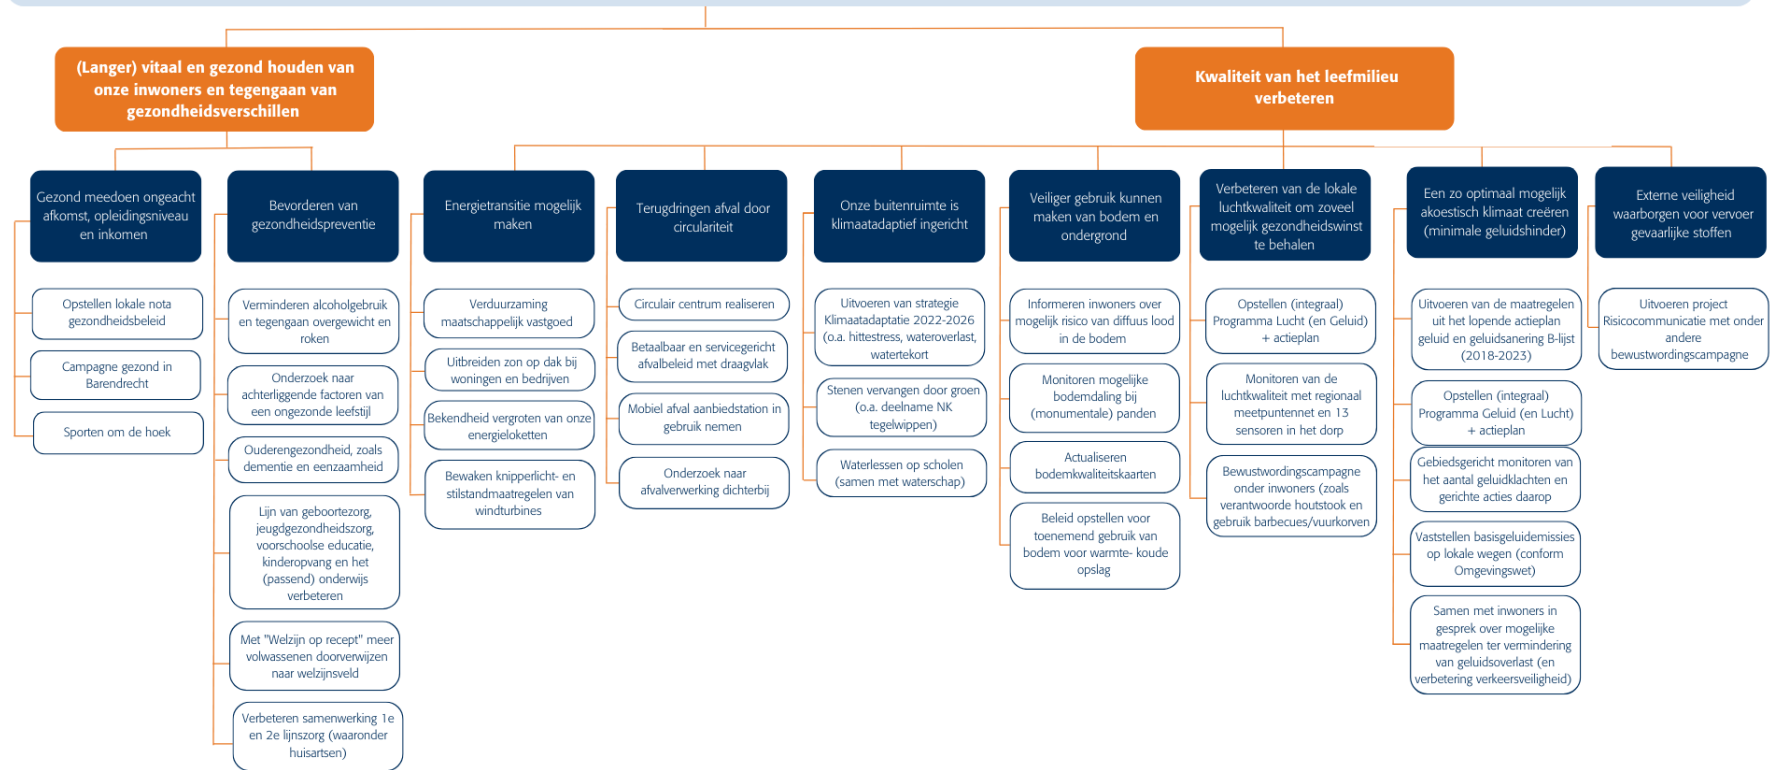 (Langer) vitaal en gezond houden van
onze inwoners en tegengaan van
gezondheidsverschillen
Kwaliteit van het leefmilieu
verbeteren
Gezond meedoen ongeacht
afkomst, opleidingsniveau
en inkomen
Opstellen lokale nota
gezondheidsbeleid
Campagne gezond in
Barendrecht
Sporten om de hoek
Bevorderen van
gezondheidspreventie
Verminderen alcoholgebruik
en tegengaan overgewicht en
roken
Onderzoek naar
achterliggende factoren van
een ongezonde leefstijl
Ouderengezondheid, zoals
dementie en eenzaamheid
Lijn van geboortezorg,
jeugdgezondheidszorg,
voorschoolse educatie,
kinderopvang en het
(passend) onderwijs
verbeteren
Met "Welzijn op recept" meer
volwassenen doorverwijzen
naar welzijnsveld
Verbeteren samenwerking 1e
en 2e lijnszorg (waaronder
huisartsen)
Energietransitie mogelijk
maken
Verduurzaming
maatschappelijk vastgoed
Uitbreiden zon op dak bij
woningen en bedrijven
Bekendheid vergroten van onze
energieloketten
Bewaken knipperlicht- en
stilstandmaatregelen van
windturbines
Terugdringen afval door
circulariteit
Circulair centrum realiseren
Betaalbaar en servicegericht
afvalbeleid met draagvlak
Mobiel afval aanbiedstation in
gebruik nemen
Onderzoek naar
afvalverwerking dichterbij
Onze buitenruimte is
klimaatadaptief ingericht
Uitvoeren van strategie
Klimaatadaptatie 2022-2026
(o.a. hittestress, wateroverlast,
watertekort
Stenen vervangen door groen
(o.a. deelname NK
tegelwippen)
Waterlessen op scholen
(samen met waterschap)
Veiliger gebruik kunnen
maken van bodem en
ondergrond
Informeren inwoners over
mogelijk risico van diffuus lood
in de bodem
Monitoren mogelijke
bodemdaling bij
(monumentale) panden
Actualiseren
bodemkwaliteitskaarten
Beleid opstellen voor
toenemend gebruik van
bodem voor warmte- koude
opslag
Verbeteren van de lokale
luchtkwaliteit om zoveel
mogelijk gezondheidswinst
te behalen
Opstellen (integraal)
Programma Lucht (en Geluid)
+ actieplan
Monitoren van de
luchtkwaliteit met regionaal
meetpuntennet en 13
sensoren in het dorp
Bewustwordingscampagne
onder inwoners (zoals
verantwoorde houtstook en
gebruik barbecues/vuurkorven
Een zo optimaal mogelijk
akoestisch klimaat creëren
(minimale geluidshinder)
Uitvoeren van de maatregelen
uit het lopende actieplan
geluid en geluidsanering B-lijst
(2018-2023)
Opstellen (integraal)
Programma Geluid (en Lucht)
+ actieplan
Gebiedsgericht monitoren van
het aantal geluidklachten en
gerichte acties daarop
Vaststellen basisgeluidemissies
op lokale wegen (conform
Omgevingswet)
Samen met inwoners in
gesprek over mogelijke
maatregelen ter vermindering
van geluidsoverlast (en
verbetering verkeersveiligheid)
Externe veiligheid
waarborgen voor vervoer
gevaarlijke stoffen
Uitvoeren project
Risicocommunicatie met onder
andere
bewustwordingscampagne